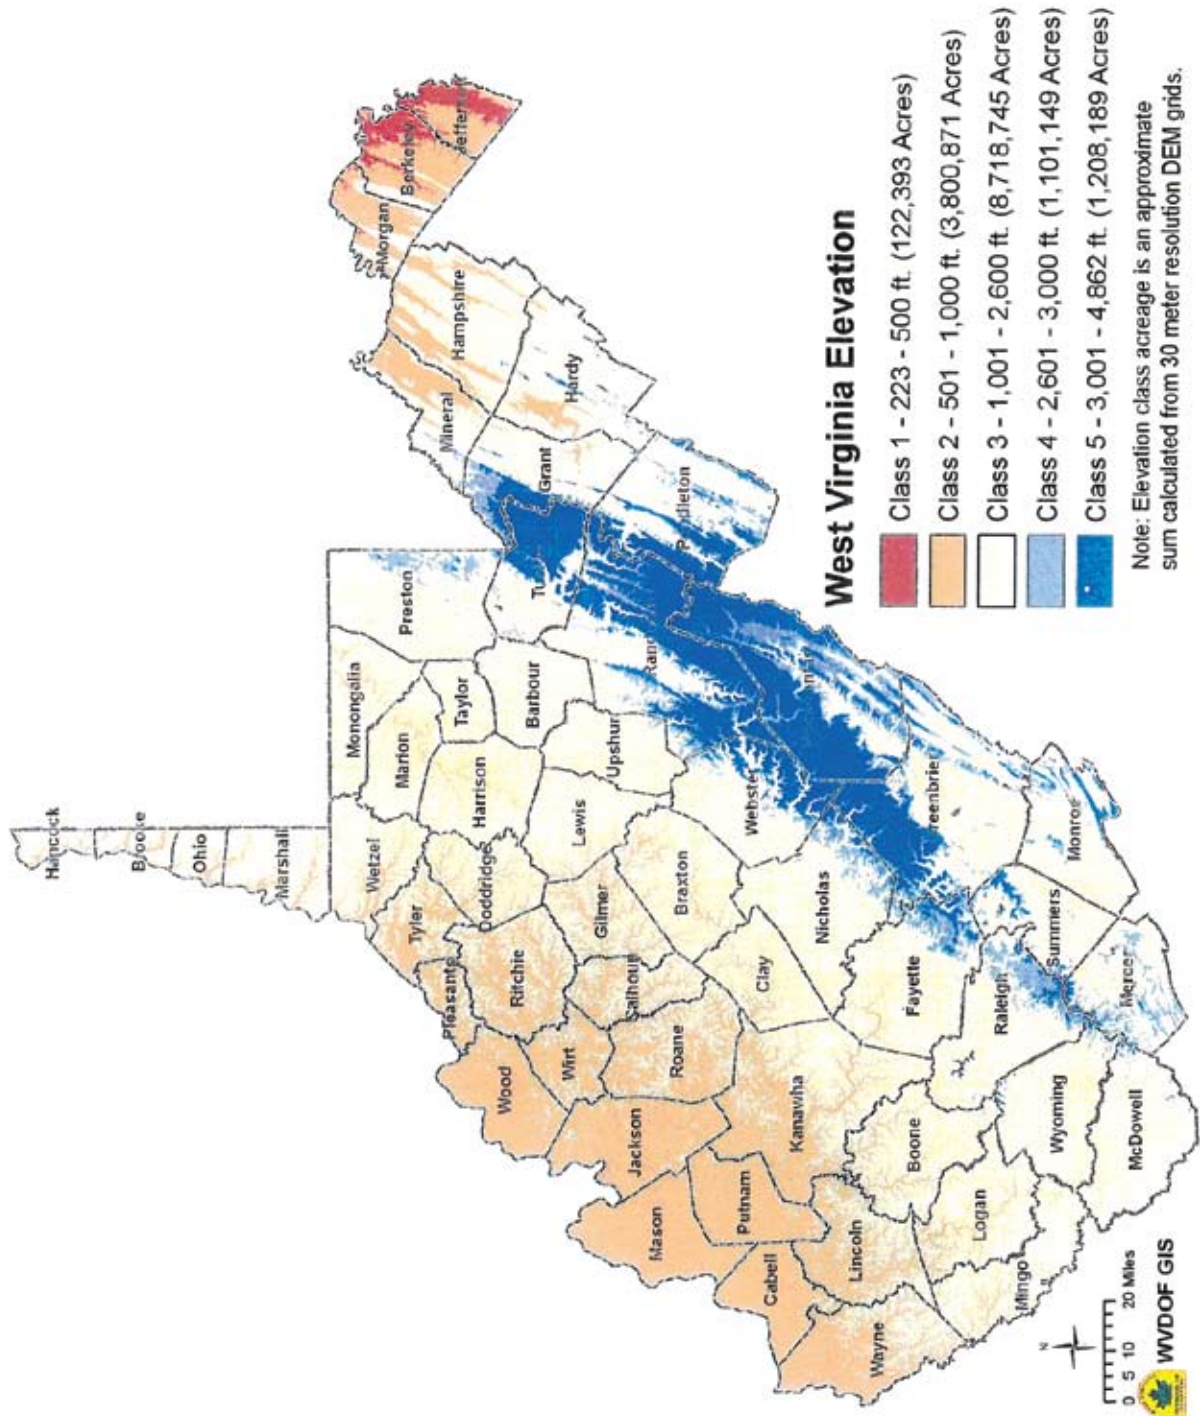 Hancock
Brooke
Ohio
Marshall
Wetzel
Monongalia
Preston
Marion
Taylor
Tyler
Pleasants
Doddridge
Harrison
Barbour
Wood
Ritchie
Wirt
Gilmer
Lewis
Upshur
Calhoun
Jackson
Roane
Braxton
Webster
Mason
Putnam
Kanawha
Clay
Nicholas
Cabell
Lincoln
Boone
Fayette
Wayne
Logan
Raleigh
Summers
Monroe
Mingo
Wyoming
Mercer
McDowell
Tu
Ran
dleton
reenbrier
Grant
Mineral
Hampshire
Hardy
Morgan
Berkeley
Jefferson
West Virginia Elevation
Class 1 - 223 - 500 ft. (122,393 Acres)
Class 2 - 501 - 1,000 ft. (3,800,871 Acres)
Class 3 - 1,001 - 2,600 ft. (8,718,745 Acres)
Class 4 - 2,601 - 3,000 ft. (1,101,149 Acres)
Class 5 - 3,001 - 4,862 ft. (1,208,189 Acres)
Note: Elevation class acreage is an approximate
sum calculated from 30 meter resolution DEM grids.
N
0 5 10 20 Miles
WVDOF GIS